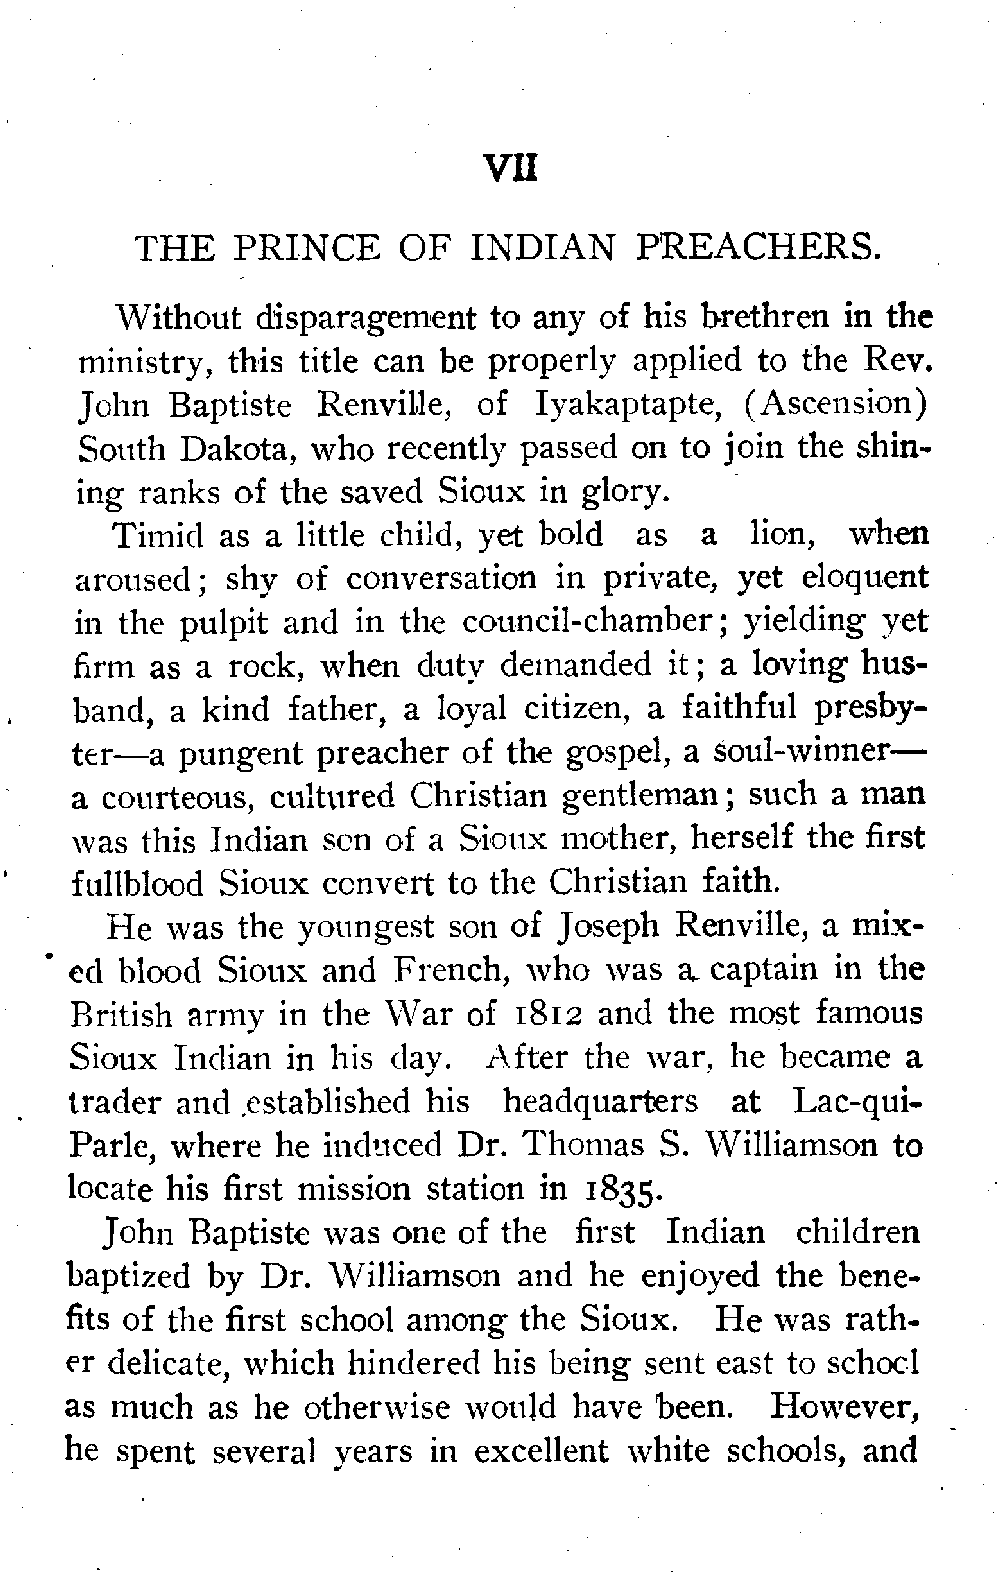 VII
THE PRINCE OF INDIAN PREACHERS.
Without disparagement to any of his brethren in the
ministry, this title can be properly applied to the Rev.
John Baptiste Renville, of Iyakaptapte, (Ascension)
South Dakota, who recently passed on to join the shin-
ing ranks of the saved Sioux in glory.
Timid as a little child, yet bold as a lion, when
aroused; shy of conversation in private, yet eloquent
in the pulpit and in the council-chamber; yielding yet
firm as a rock, when duty demanded it; a loving hus-
band, a kind father, a loyal citizen, a faithful presby-
ter—a pungent preacher of the gospel, a soul-winner—
a courteous, cultured Christian gentleman; such a man
was this Indian son of a Sioux mother, herself the first
fullblood Sioux convert to the Christian faith.
He was the youngest son of Joseph Renville, a mix-
ed blood Sioux and French, who was a captain in the
British army in the War of 1812 and the most famous
Sioux Indian in his day. After the war, he became a
trader and established his headquarters at Lac-qui-
Parle, where he induced Dr. Thomas S. Williamson to
locate his first mission station in 1835.
John Baptiste was one of the first Indian children
baptized by Dr. Williamson and he enjoyed the bene-
fits of the first school among the Sioux. He was rath-
er delicate, which hindered his being sent east to school
as much as he otherwise would have been. However,
he spent several years in excellent white schools, and